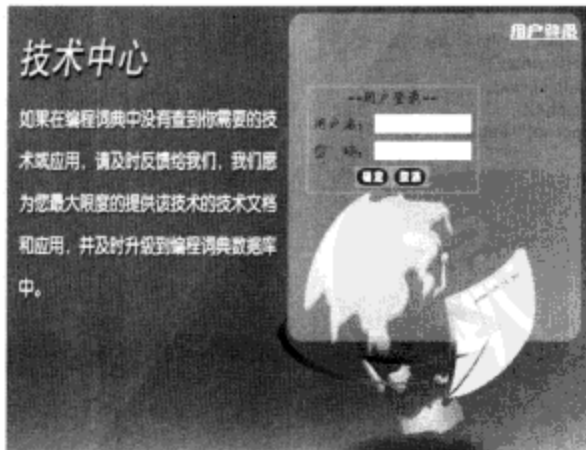 技术中心
如果在编程词典中没有查到你需要的技
术或应用，请及时反馈给我们，我们愿
为您最大限度的提供该技术的技术文档
和应用，并及时升级到编程词典数据库
中。
用户登录
--用户登录--
用户名：
密 码：